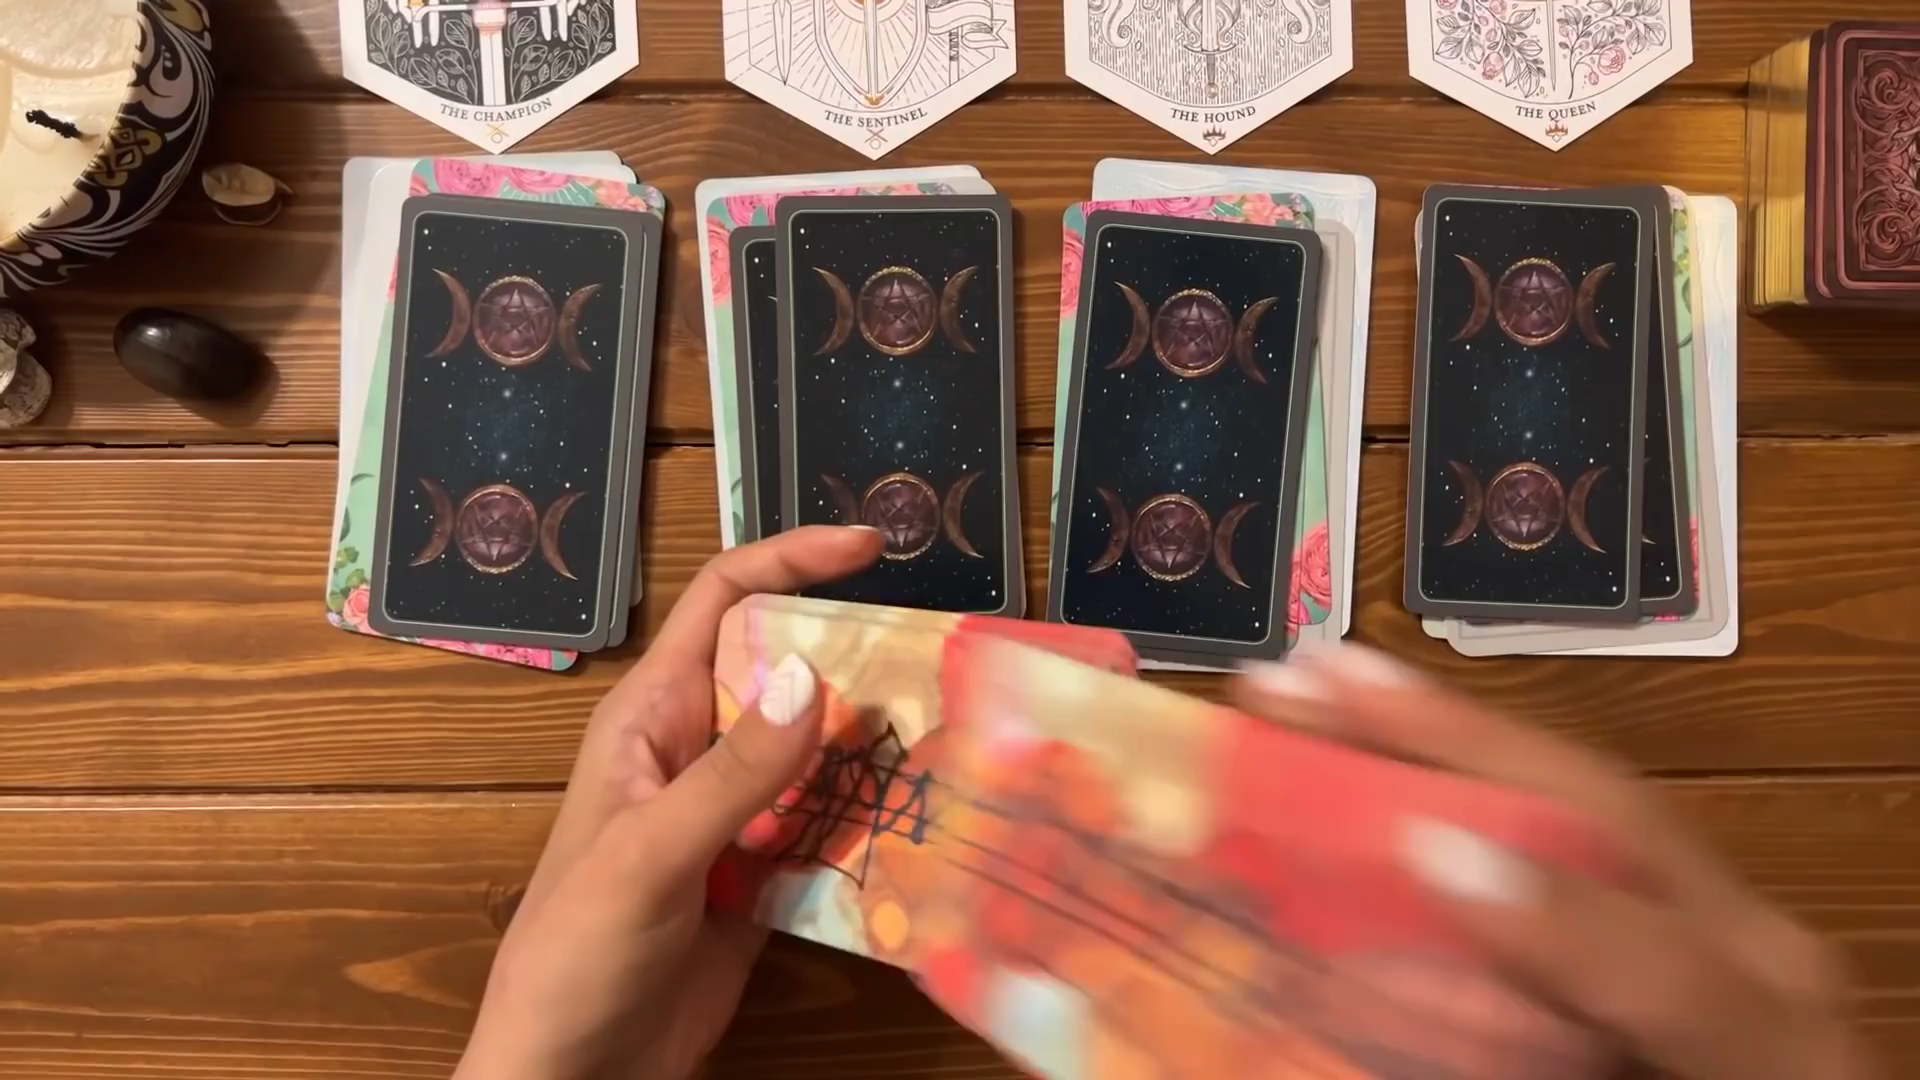 THE CHAMPION
THE SENTINEL
THE HOUND
THE QUEEN